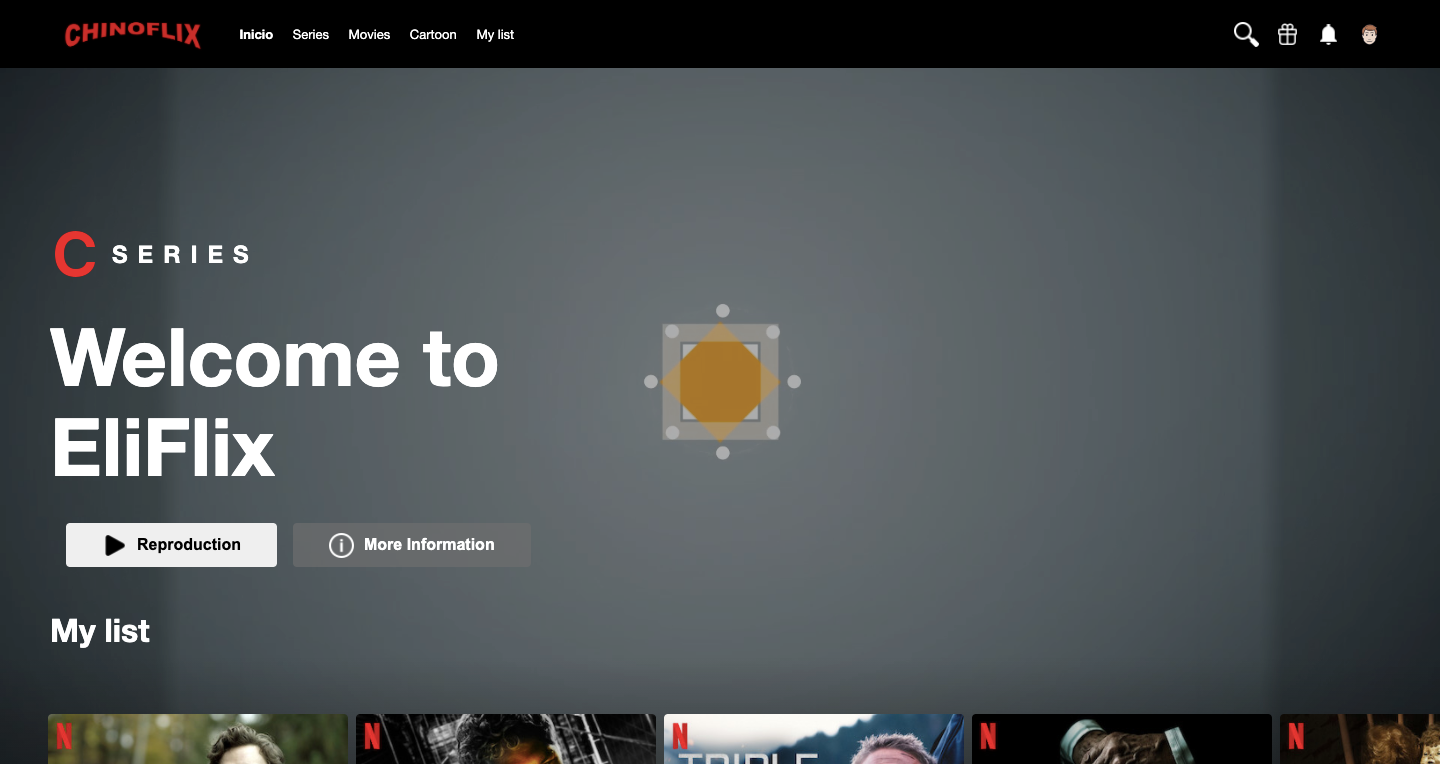 CHINOFLIX
Inicio Series Movies Cartoon My list
C SERIES
Welcome to
EliFlix
Reproduction More Information
My list
N N N N N
TRIPLE